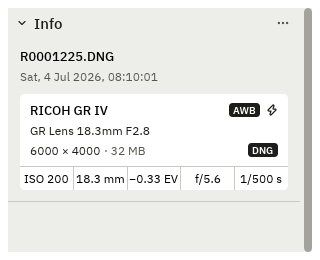 Info
R0001225.DNG
Sat, 4 Jul 2026, 08:10:01
RICOH GR IV AWB
GR Lens 18.3mm F2.8
6000 × 4000 · 32 MB DNG
ISO 200 18.3 mm −0.33 EV f/5.6 1/500 s